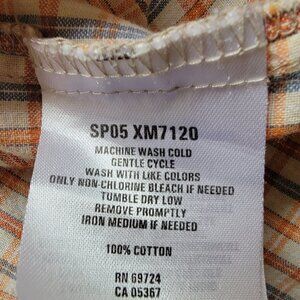 SP05 XM7120
MACHINE WASH COLD
GENTLE CYCLE
WASH WITH LIKE COLORS
ONLY NON-CHLORINE BLEACH IF NEEDED
TUMBLE DRY LOW
REMOVE PROMPTLY
IRON MEDIUM IF NEEDED
100% COTTON
RN 69724
CA 05367